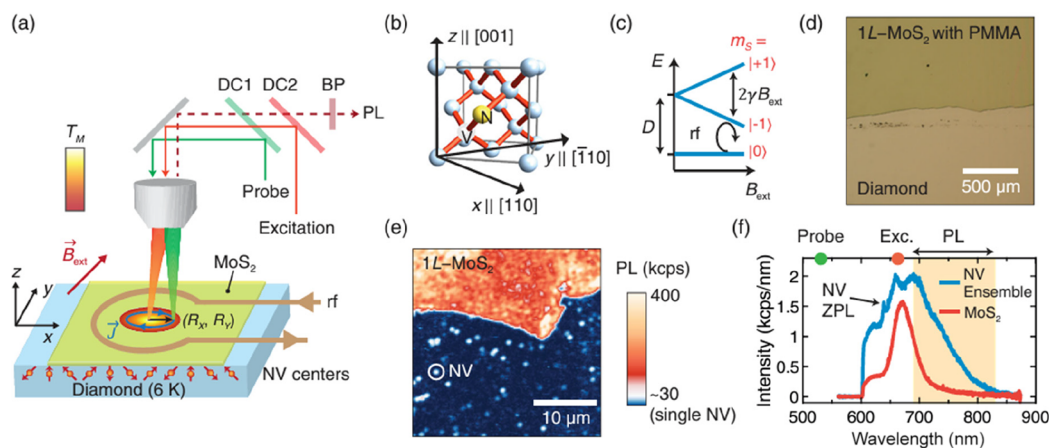 (a)
DC1 DC2 BP
PL
T_M
Probe
Excitation
B_ext
MoS₂
rf
z
y
x
J
(R_X, R_Y)
NV centers
Diamond (6 K)
(b)
z || [001]
N
V
y || [1̄10]
x || [110]
(c)
m_S =
E
|+1⟩
2γB_ext
D
|-1⟩
rf
|0⟩
B_ext
(d)
1L–MoS₂ with PMMA
Diamond
500 µm
(e)
1L–MoS₂
NV
10 µm
PL (kcps)
400
~30
(single NV)
(f)
Probe Exc. PL
NV
Ensemble
MoS₂
NV
ZPL
Intensity (kcps/nm)
2
1.5
1
0.5
0
500 600 700 800 900
Wavelength (nm)